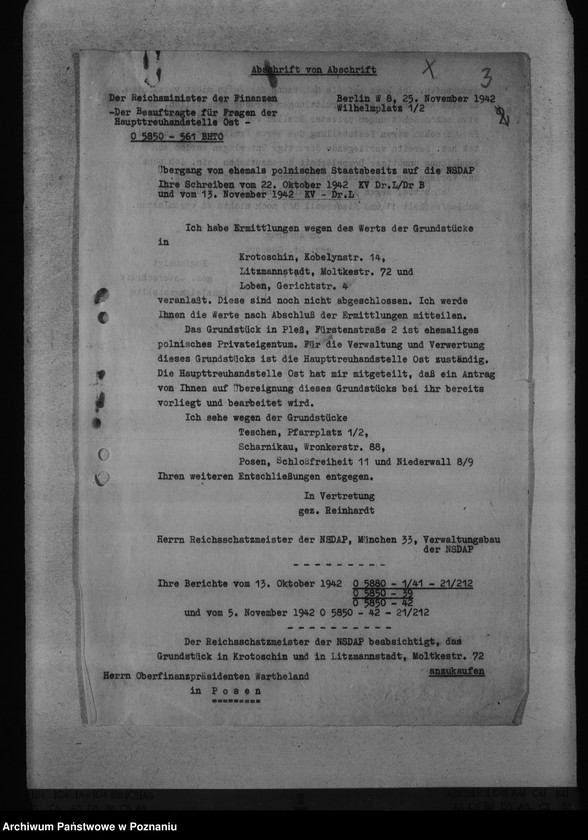 Abschrift von Abschrift
X
3
Der Reichsminister der Finanzen
-Der Beauftragte für Fragen der
Haupttreuhandstelle Ost -
O 5850 - 561 BHTO
Berlin W 8, 25. November 1942
Wilhelmplatz 1/2
Übergang von ehemals polnischem Staatsbesitz auf die NSDAP
Ihre Schreiben vom 22. Oktober 1942 KV Dr.L/Dr B
und vom 13. November 1942 KV - Dr.L
Ich habe Ermittlungen wegen des Werts der Grundstücke
in
Krotoschin, Kobelynstr. 14,
Litzmannstadt, Moltkestr. 72 und
Loben, Gerichtstr. 4
veranlaßt. Diese sind noch nicht abgeschlossen. Ich werde
Ihnen die Werte nach Abschluß der Ermittlungen mitteilen.
Das Grundstück in Pleß, Fürstenstraße 2 ist ehemaliges
polnisches Privateigentum. Für die Verwaltung und Verwertung
dieses Grundstücks ist die Haupttreuhandstelle Ost zuständig.
Die Haupttreuhandstelle Ost hat mir mitgeteilt, daß ein Antrag
von Ihnen auf Übereignung dieses Grundstücks bei ihr bereits
vorliegt und bearbeitet wird.
Ich sehe wegen der Grundstücke
Teschen, Pfarrplatz 1/2,
Scharnikau, Wronkerstr. 88,
Posen, Schloßfreiheit 11 und Niederwall 8/9
Ihren weiteren Entschließungen entgegen.
In Vertretung
gez. Reinhardt
Herrn Reichsschatzmeister der NSDAP, München 33, Verwaltungsbau
der NSDAP
- - - - - - - - -
Ihre Berichte vom 13. Oktober 1942 O 5880 - 1/41 - 21/212
O 5850 - 39
O 5850 - 42
und vom 5. November 1942 O 5850 - 42 - 21/212
- - - - - - - - - -
Der Reichsschatzmeister der NSDAP beabsichtigt, das
Grundstück in Krotoschin und in Litzmannstadt, Moltkestr. 72
anzukaufen
Herrn Oberfinanzpräsidenten Wartheland
in P o s e n
=========
Archiwum Państwowe w Poznaniu